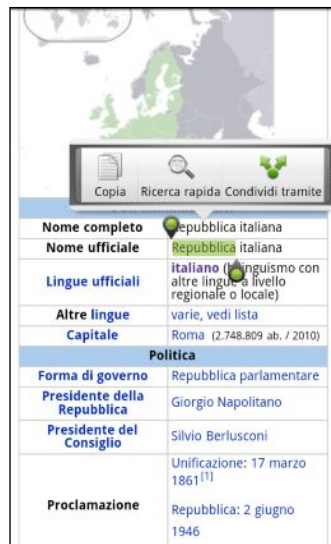 Copia Ricerca rapida Condividi tramite
Nome completo Repubblica italiana
Nome ufficiale Repubblica italiana
Lingue ufficiali italiano (bilinguismo con
altre lingue a livello
regionale o locale)
Altre lingue varie, vedi lista
Capitale Roma (2.748.809 ab. / 2010)
Politica
Forma di governo Repubblica parlamentare
Presidente della
Repubblica Giorgio Napolitano
Presidente del
Consiglio Silvio Berlusconi
Unificazione: 17 marzo
1861[1]
Proclamazione
Repubblica: 2 giugno
1946